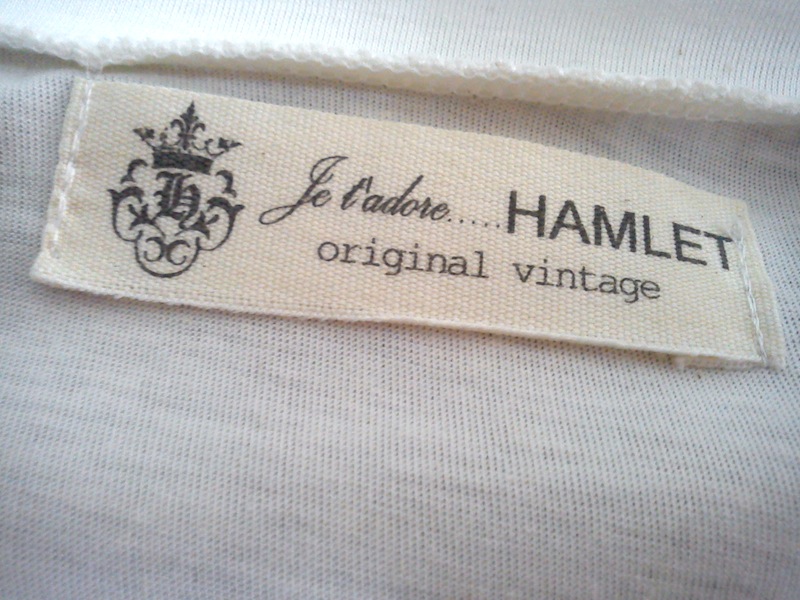 H
Je t'adore.....HAMLET
original vintage